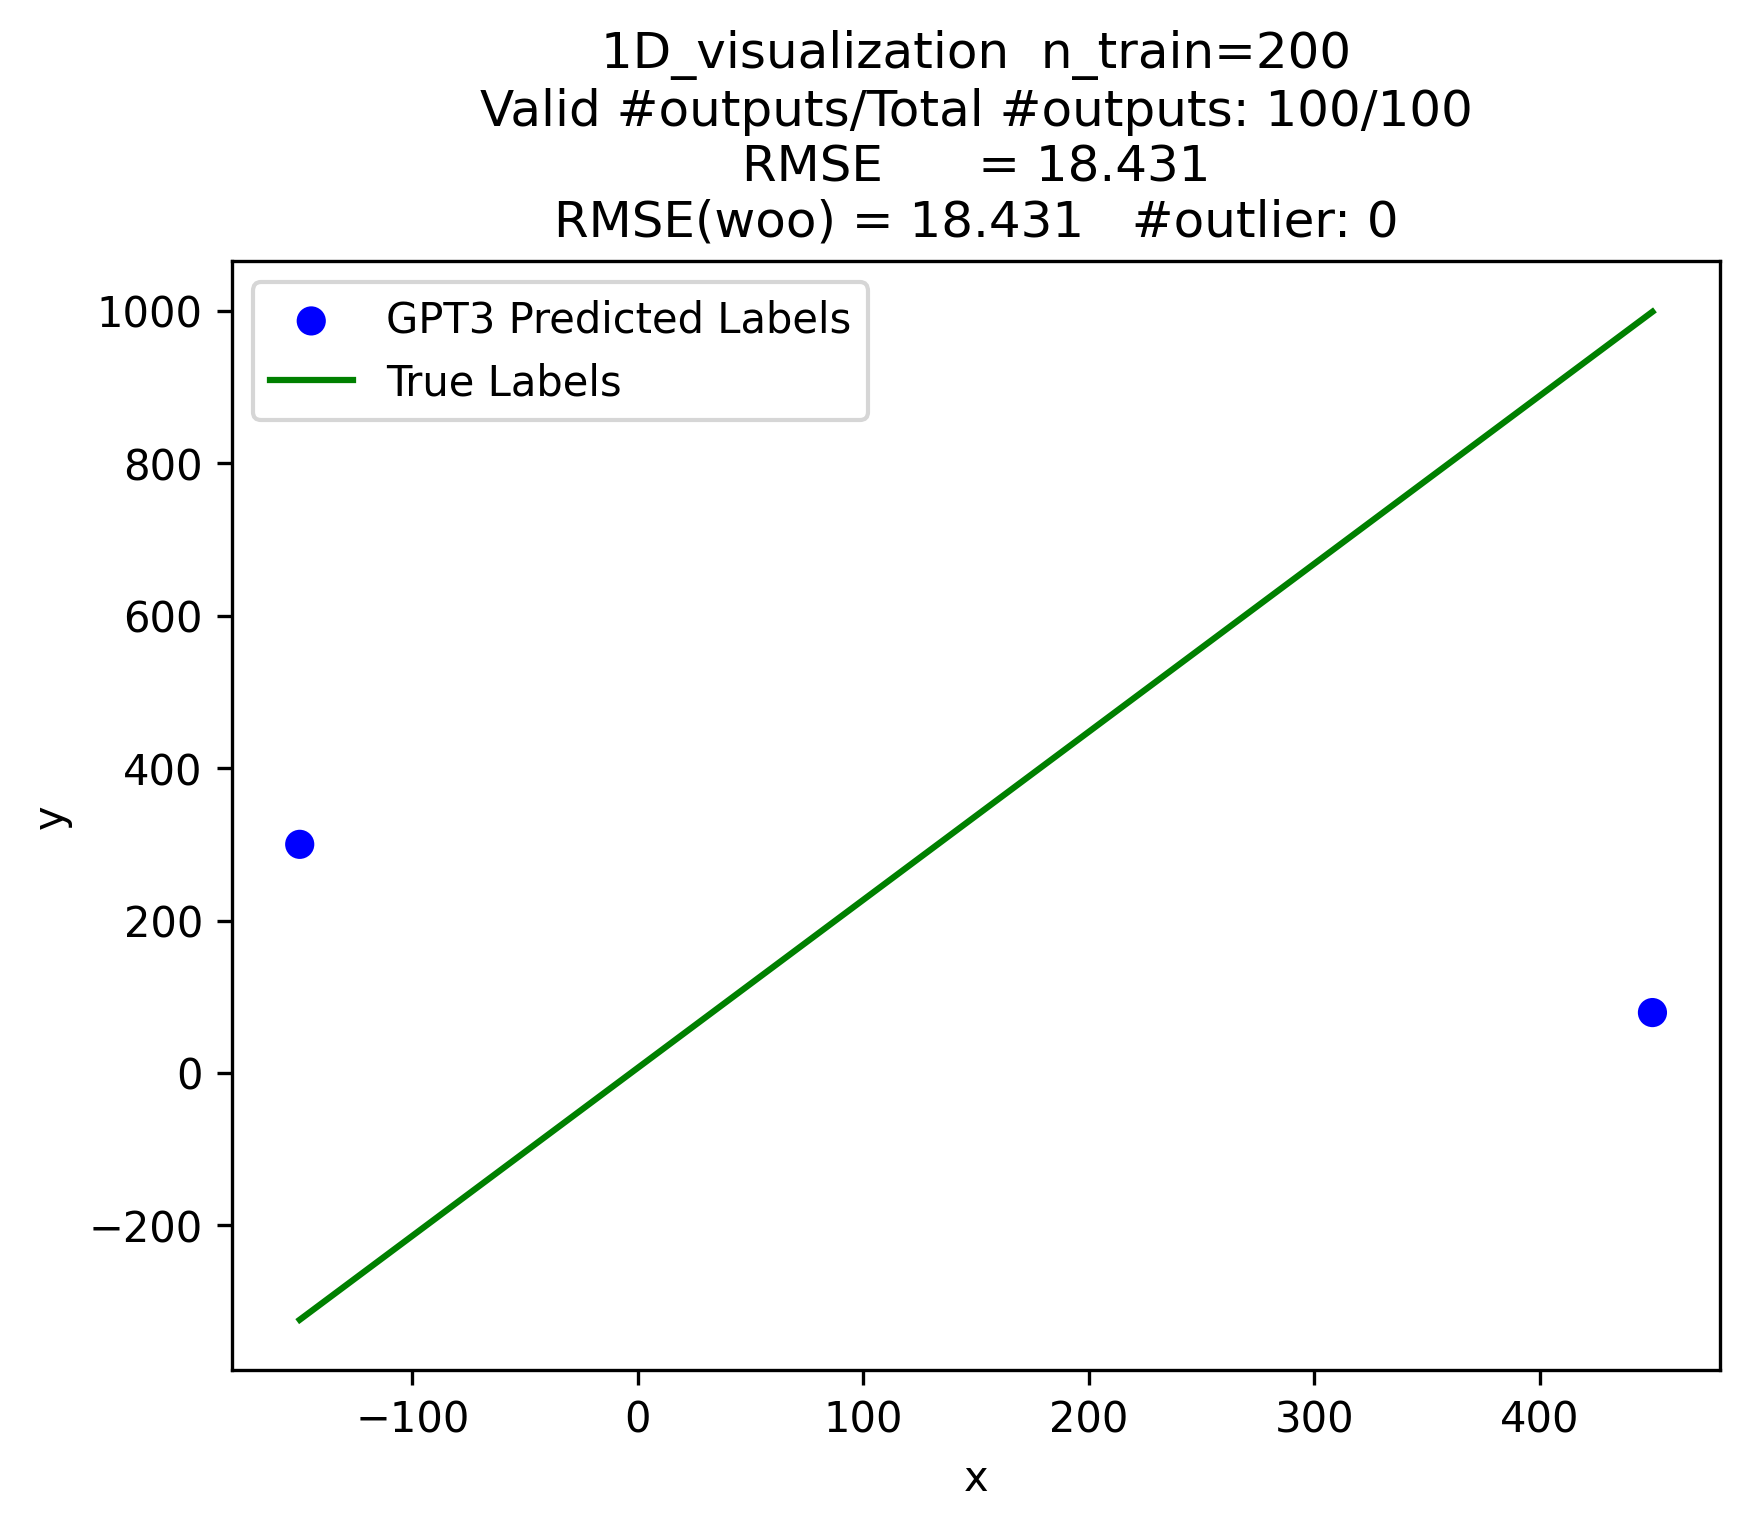 1D_visualization  n_train=200
Valid #outputs/Total #outputs: 100/100
RMSE      = 18.431
RMSE(woo) = 18.431   #outlier: 0
GPT3 Predicted Labels
True Labels
1000
800
600
400
200
0
−200
y
−100 0 100 200 300 400
x